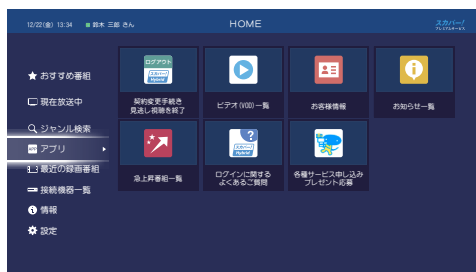 12/22(金) 13:34 ■ 鈴木 三郎 さん
HOME
スカパー!
プレミアムサービス
★ おすすめ番組
現在放送中
ジャンル検索
アプリ
最近の録画番組
接続機器一覧
情報
設定
ログアウト
スカパー!
Hybrid
契約変更手続き
見逃し視聴を終了
ビデオ (VOD) 一覧
お客様情報
お知らせ一覧
急上昇番組一覧
?
スカパー!
Hybrid
ログインに関する
よくあるご質問
各種サービス申し込み
プレゼント応募